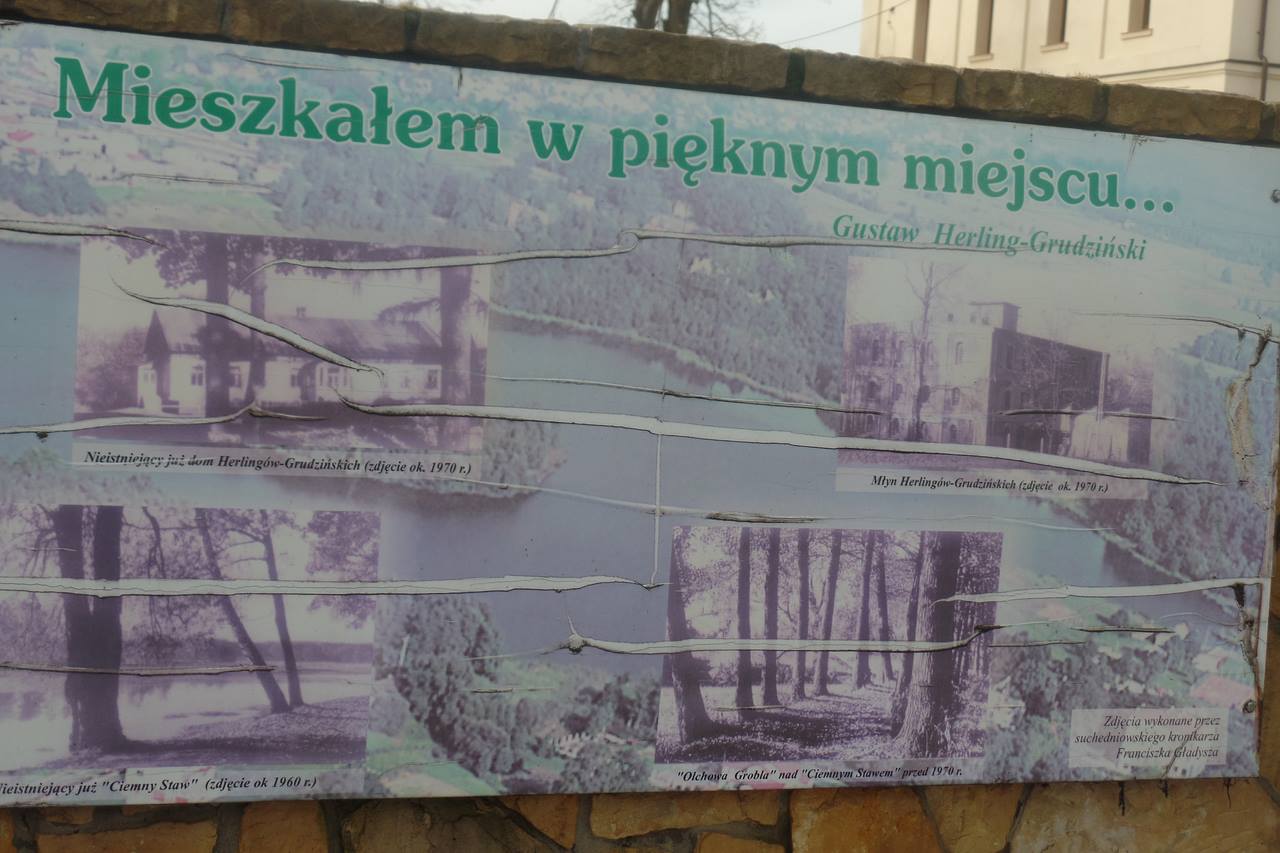 Mieszkałem w pięknym miejscu...
Gustaw Herling-Grudziński
Nieistniejący już dom Herlingów-Grudzińskich (zdjęcie ok. 1970 r.)
Młyn Herlingów-Grudzińskich (zdjęcie ok. 1970 r.)
Nieistniejący już "Ciemny Staw" (zdjęcie ok 1960 r.)
"Olchowa Grobla" nad "Ciemnym Stawem" przed 1970 r.
Zdjęcia wykonane przez
suchedniowskiego kronikarza
Franciszka Gładysza